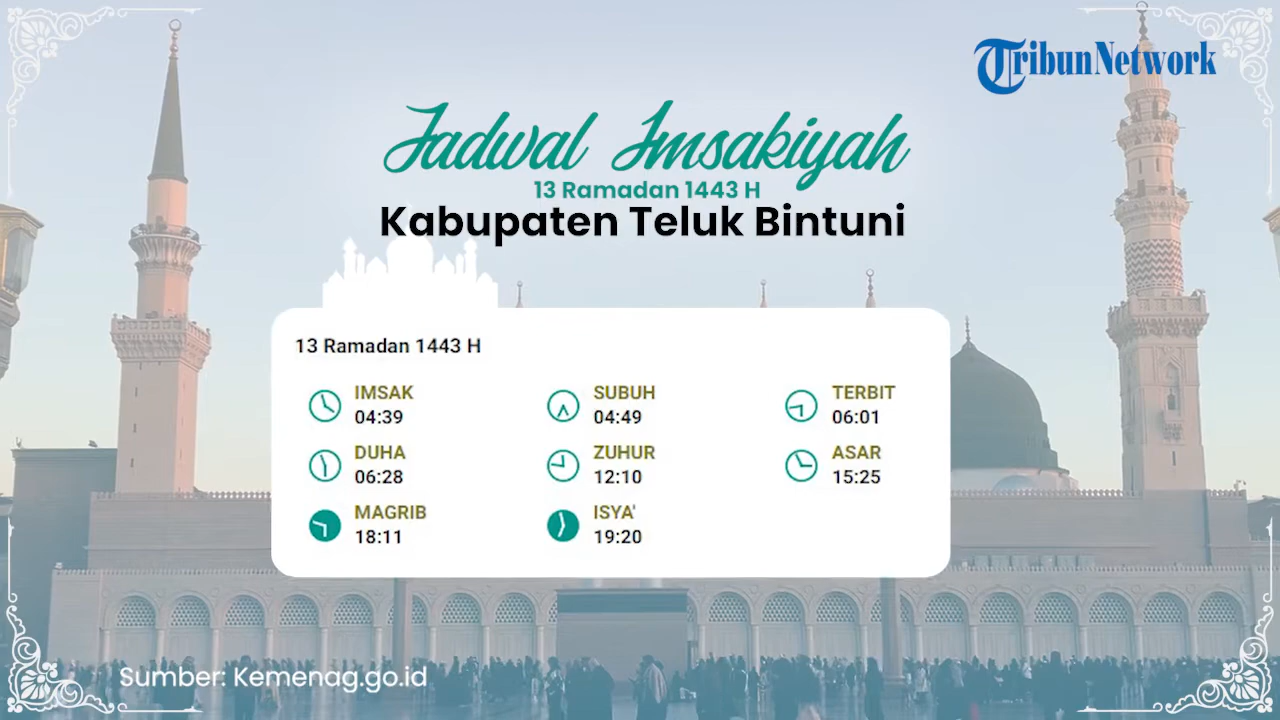 TribunNetwork
Jadwal Imsakiyah
13 Ramadan 1443 H
Kabupaten Teluk Bintuni
13 Ramadan 1443 H
IMSAK
04:39
SUBUH
04:49
TERBIT
06:01
DUHA
06:28
ZUHUR
12:10
ASAR
15:25
MAGRIB
18:11
ISYA'
19:20
Sumber: Kemenag.go.id